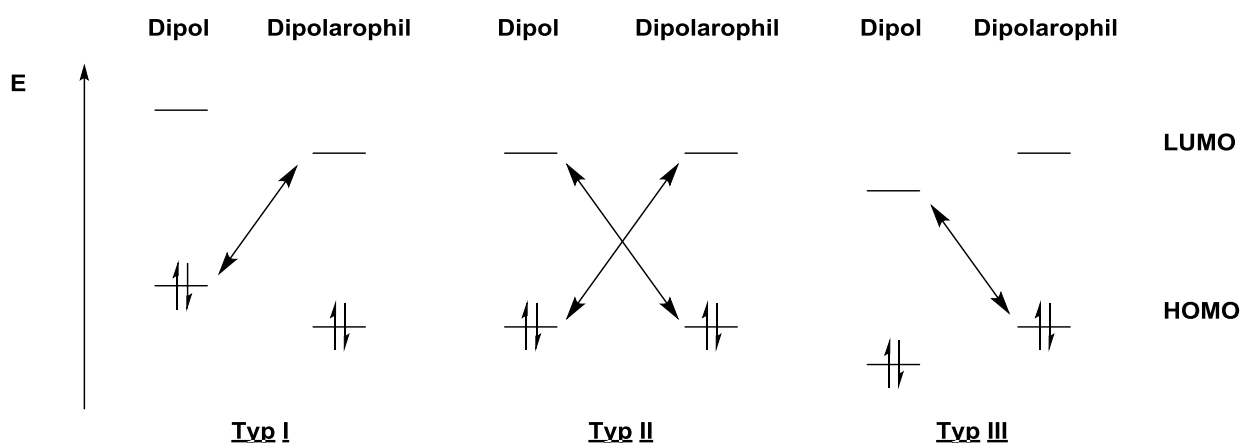 Dipol Dipolarophil Dipol Dipolarophil Dipol Dipolarophil
E
LUMO
HOMO
Typ I Typ II Typ III